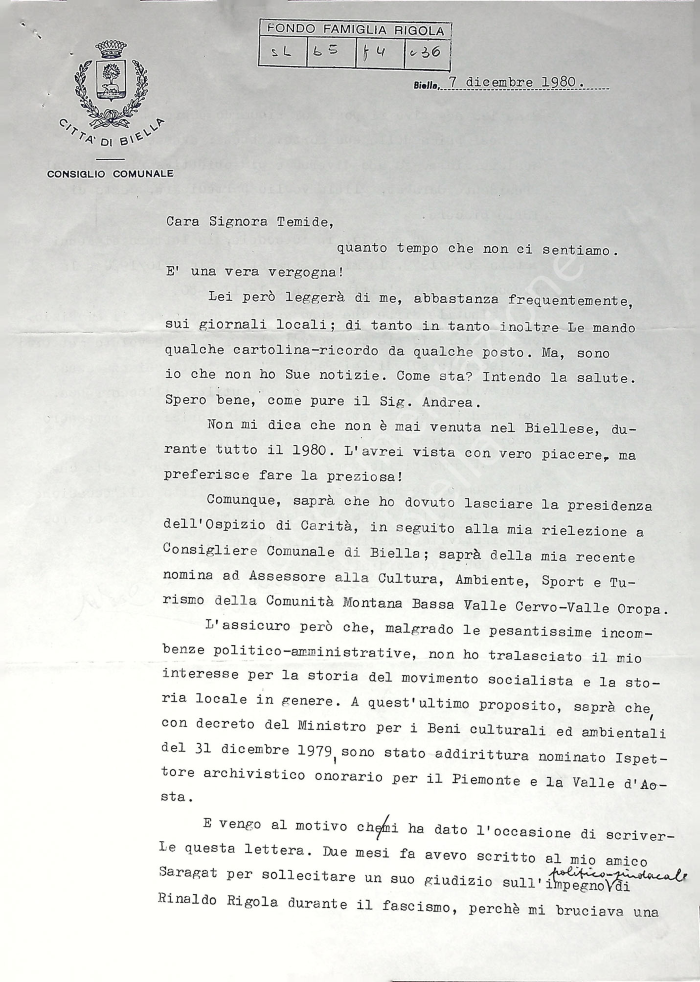 FONDO FAMIGLIA RIGOLA
sL b5 f4 c36
Biella, 7 dicembre 1980.
CITTA' DI BIELLA
CONSIGLIO COMUNALE
Cara Signora Temide,
quanto tempo che non ci sentiamo.
E' una vera vergogna!
Lei però leggerà di me, abbastanza frequentemente,
sui giornali locali; di tanto in tanto inoltre Le mando
qualche cartolina-ricordo da qualche posto. Ma, sono
io che non ho Sue notizie. Come sta? Intendo la salute.
Spero bene, come pure il Sig. Andrea.
Non mi dica che non è mai venuta nel Biellese, du-
rante tutto il 1980. L'avrei vista con vero piacere, ma
preferisce fare la preziosa!
Comunque, saprà che ho dovuto lasciare la presidenza
dell'Ospizio di Carità, in seguito alla mia rielezione a
Consigliere Comunale di Biella; saprà della mia recente
nomina ad Assessore alla Cultura, Ambiente, Sport e Tu-
rismo della Comunità Montana Bassa Valle Cervo-Valle Oropa.
L'assicuro però che, malgrado le pesantissime incom-
benze politico-amministrative, non ho tralasciato il mio
interesse per la storia del movimento socialista e la sto-
ria locale in genere. A quest'ultimo proposito, saprà che,
con decreto del Ministro per i Beni culturali ed ambientali
del 31 dicembre 1979, sono stato addirittura nominato Ispet-
tore archivistico onorario per il Piemonte e la Valle d'Ao-
sta.
E vengo al motivo che/mi ha dato l'occasione di scriver-
Le questa lettera. Due mesi fa avevo scritto al mio amico
politico-sindacale
Saragat per sollecitare un suo giudizio sull'impegno V di
Rinaldo Rigola durante il fascismo, perchè mi bruciava una